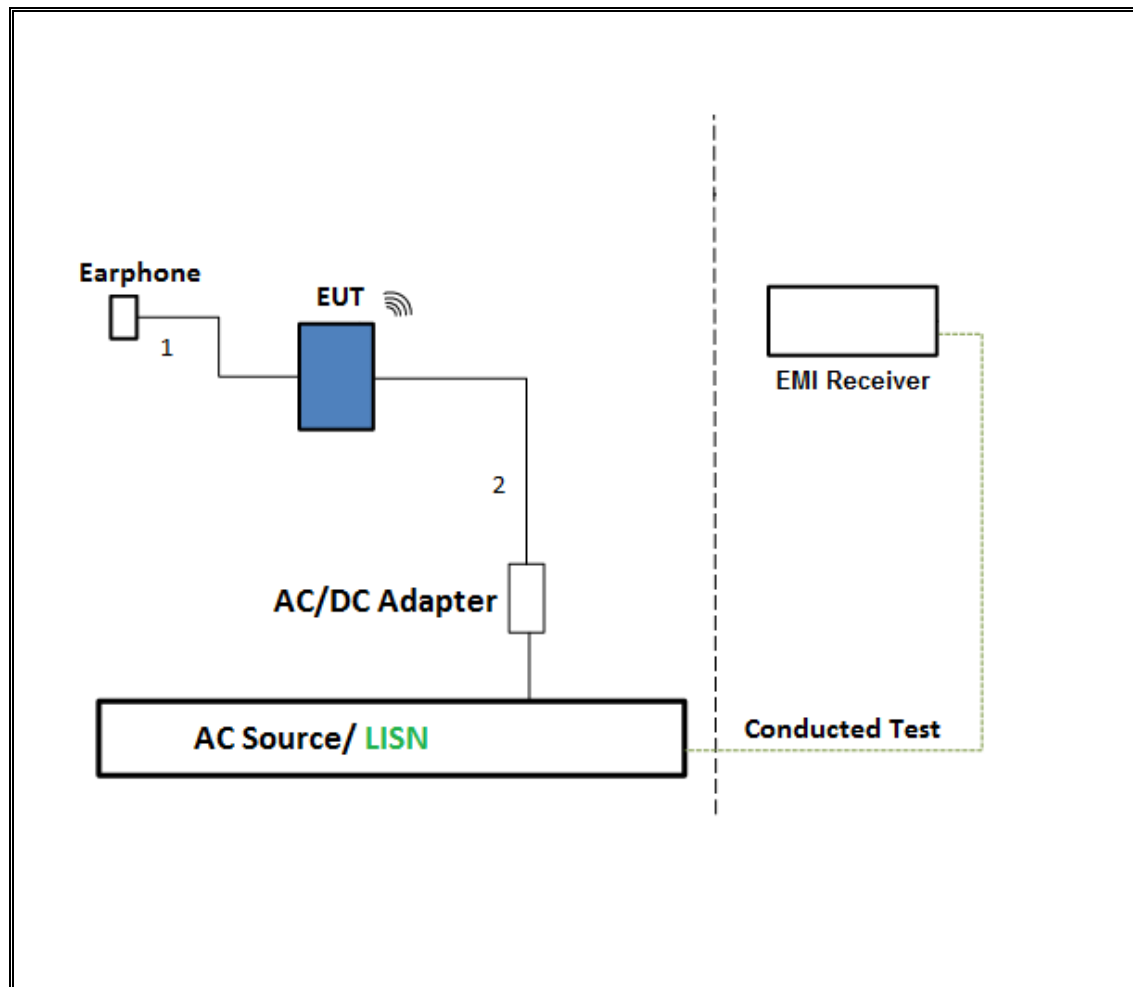 Earphone
EUT
1
EMI Receiver
2
AC/DC Adapter
AC Source/ LISN
Conducted Test